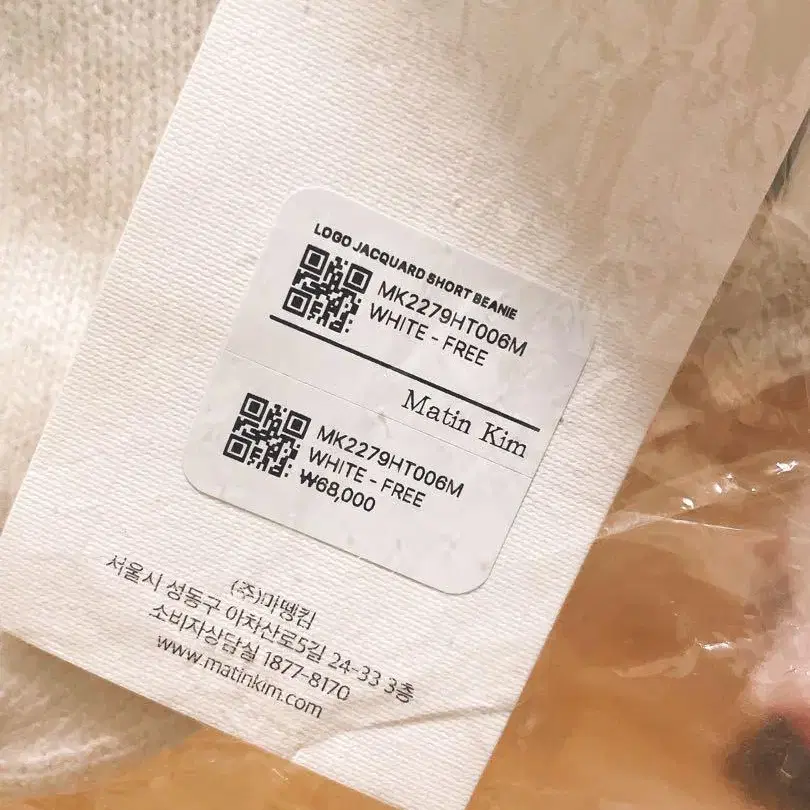 LOGO JACQUARD SHORT BEANIE
MK2279HT006M
WHITE - FREE
Matin Kim
MK2279HT006M
WHITE - FREE
₩68,000
(주)마뗑킴
서울시 성동구 아차산로5길 24-33 3층
소비자상담실 1877-8170
www.matinkim.com